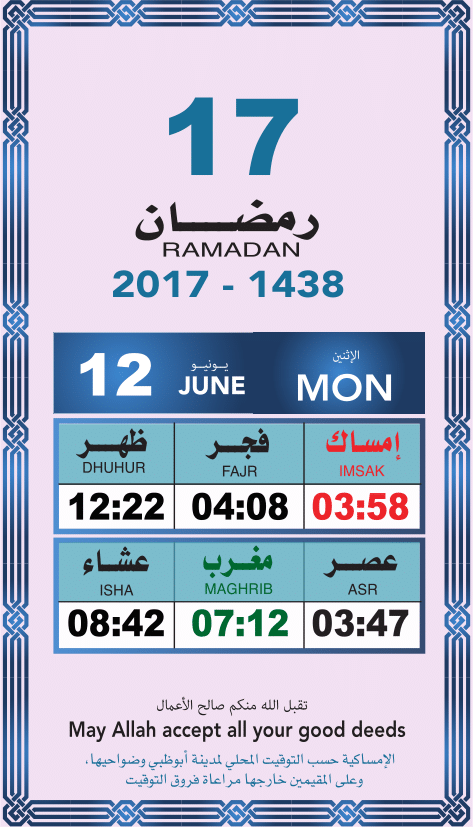 17
رمضان
RAMADAN
2017 - 1438
12 يونيو JUNE الإثنين MON
ظهر فجر إمساك
DHUHUR FAJR IMSAK
12:22 04:08 03:58
عشاء مغرب عصر
ISHA MAGHRIB ASR
08:42 07:12 03:47
تقبل الله منكم صالح الأعمال
May Allah accept all your good deeds
الإمساكية حسب التوقيت المحلي لمدينة أبوظبي وضواحيها،
وعلى المقيمين خارجها مراعاة فروق التوقيت